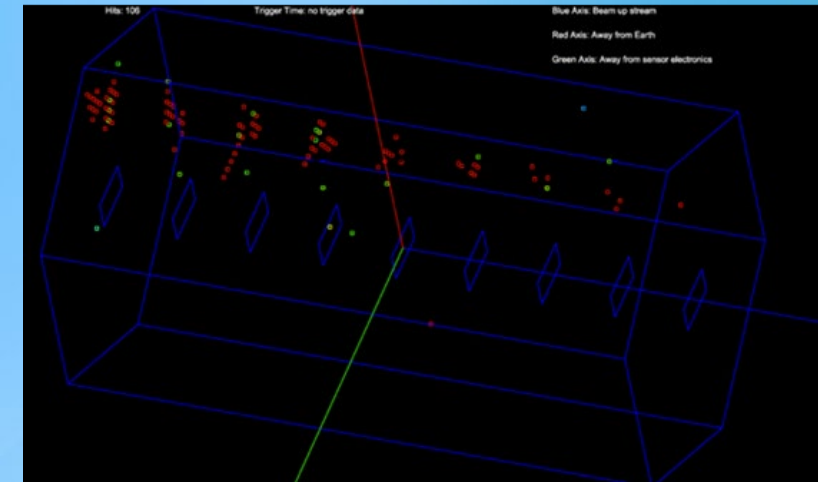 Hits: 106
Trigger Time: no trigger data
Blue Axis: Beam up stream
Red Axis: Away from Earth
Green Axis: Away from sensor electronics